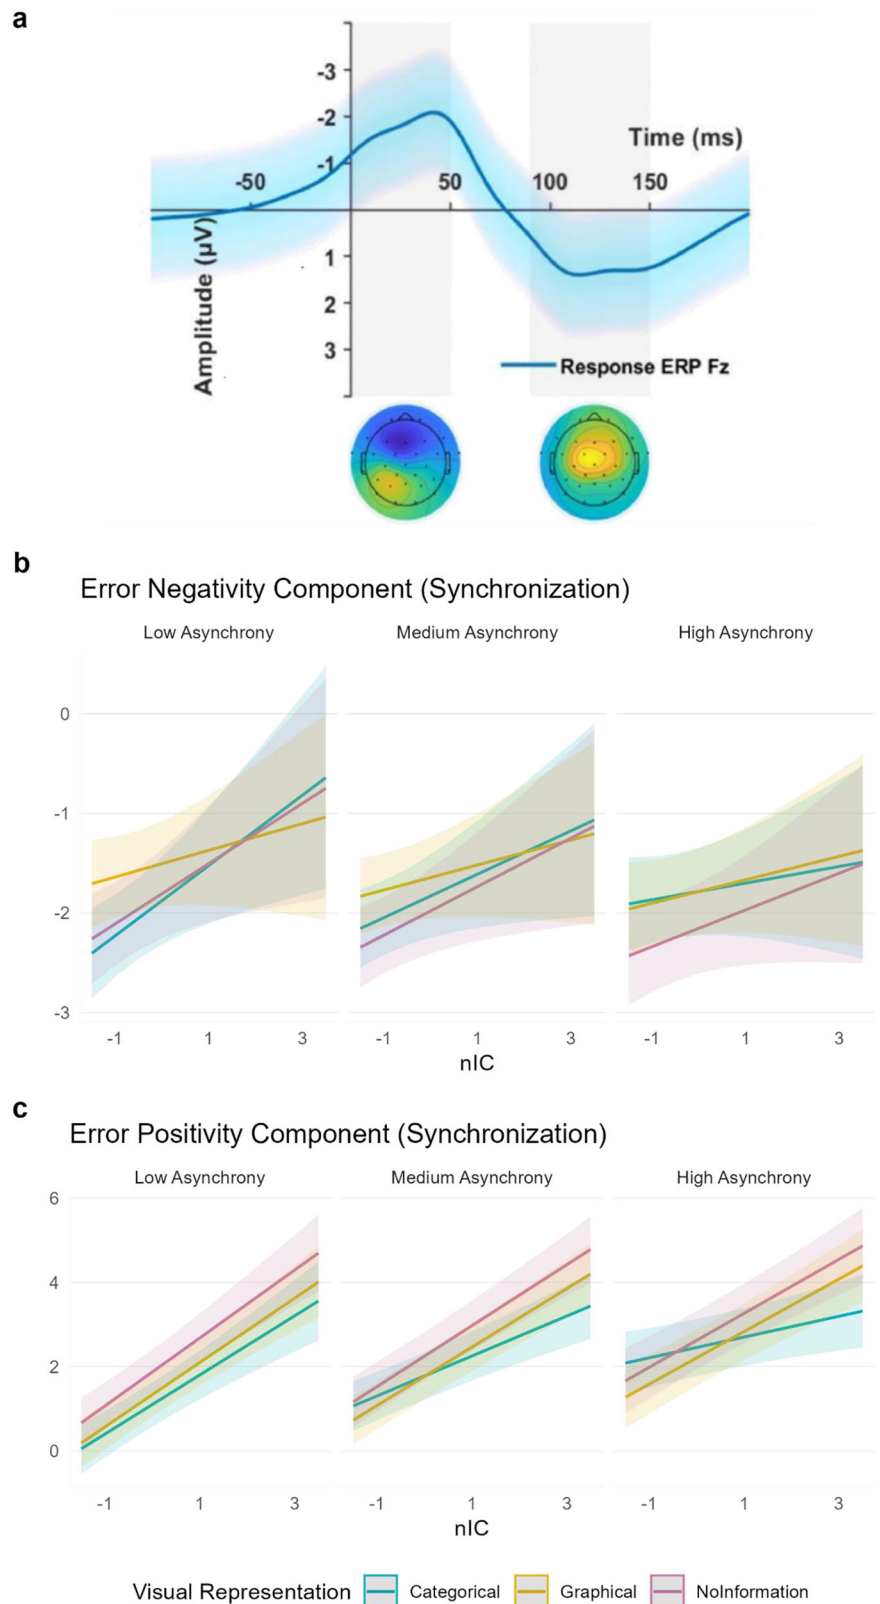 a
-3
-2
-1
Time (ms)
-50 50 100 150
1
2
3
Amplitude (µV)
Response ERP Fz
b
Error Negativity Component (Synchronization)
Low Asynchrony Medium Asynchrony High Asynchrony
0
-1
-2
-3
-1 1 3 -1 1 3 -1 1 3
nIC
c
Error Positivity Component (Synchronization)
Low Asynchrony Medium Asynchrony High Asynchrony
6
4
2
0
-1 1 3 -1 1 3 -1 1 3
nIC
Visual Representation Categorical Graphical NoInformation